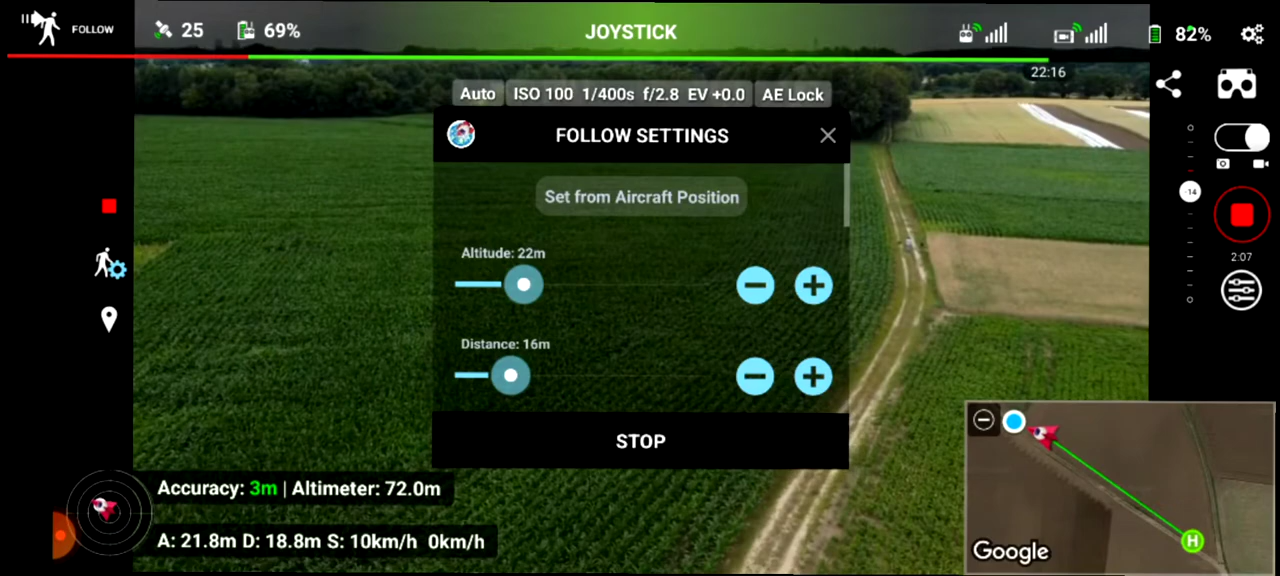 FOLLOW
25
69%
JOYSTICK
82%
22:16
Auto
ISO 100 1/400s f/2.8 EV +0.0
AE Lock
FOLLOW SETTINGS
Set from Aircraft Position
Altitude: 22m
Distance: 16m
STOP
-14
2:07
Accuracy: 3m | Altimeter: 72.0m
A: 21.8m D: 18.8m S: 10km/h 0km/h
H
Google